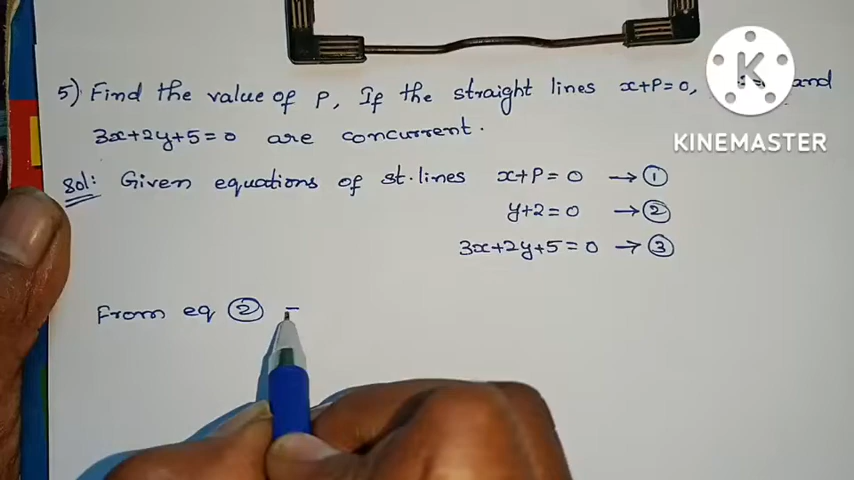 5) Find the value of P, If the straight lines x+P=0, and
3x+2y+5=0 are concurrent.
Sol: Given equations of st.lines x+P=0 → ①
y+2=0 → ②
3x+2y+5=0 → ③
From eq ②
KINEMASTER